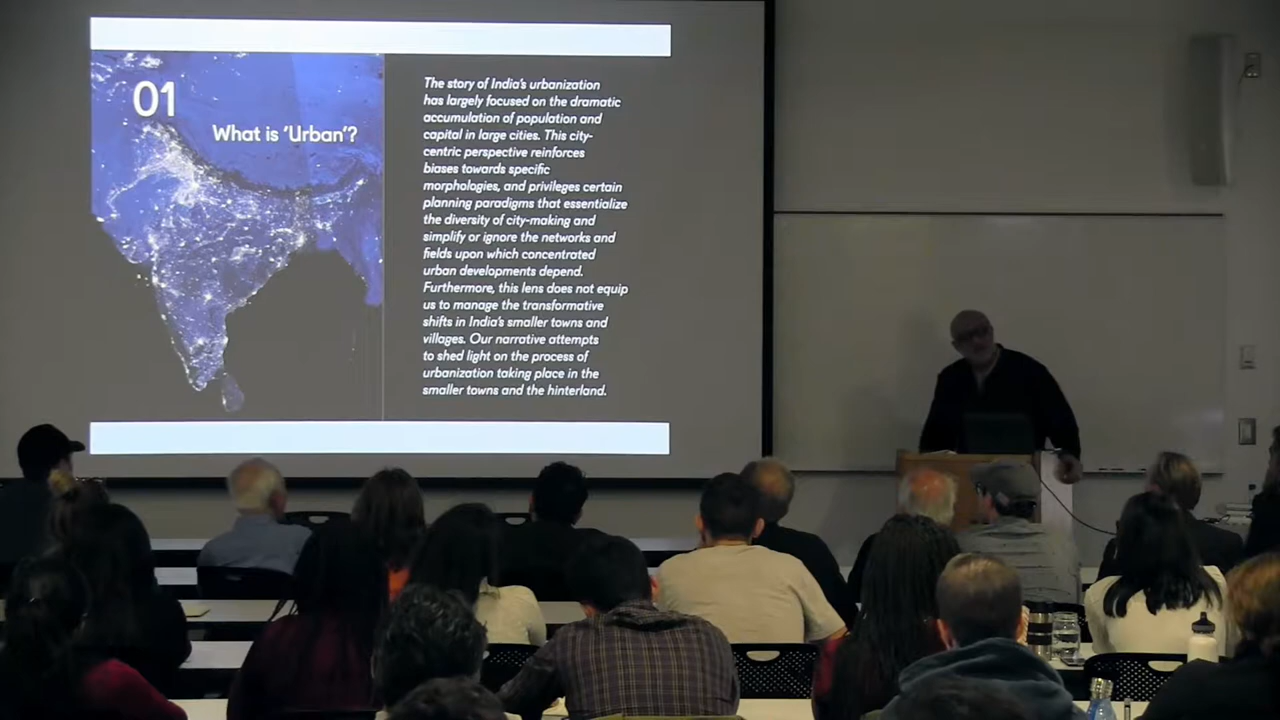 01
What is 'Urban'?
The story of India's urbanization
has largely focused on the dramatic
accumulation of population and
capital in large cities. This city-
centric perspective reinforces
biases towards specific
morphologies, and privileges certain
planning paradigms that essentialize
the diversity of city-making and
simplify or ignore the networks and
fields upon which concentrated
urban developments depend.
Furthermore, this lens does not equip
us to manage the transformative
shifts in India's smaller towns and
villages. Our narrative attempts
to shed light on the process of
urbanization taking place in the
smaller towns and the hinterland.